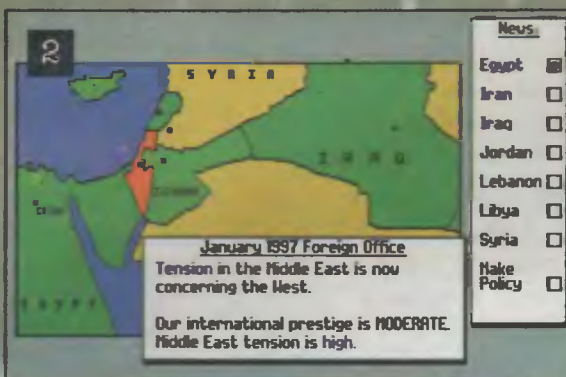 2
SYRIA
IRAQ
JORDAN
EGYPT
January 1997 Foreign Office
Tension in the Middle East is now
concerning the West.
Our international prestige is MODERATE.
Middle East tension is high.
News
Egypt
Iran
Iraq
Jordan
Lebanon
Libya
Syria
Make
Policy